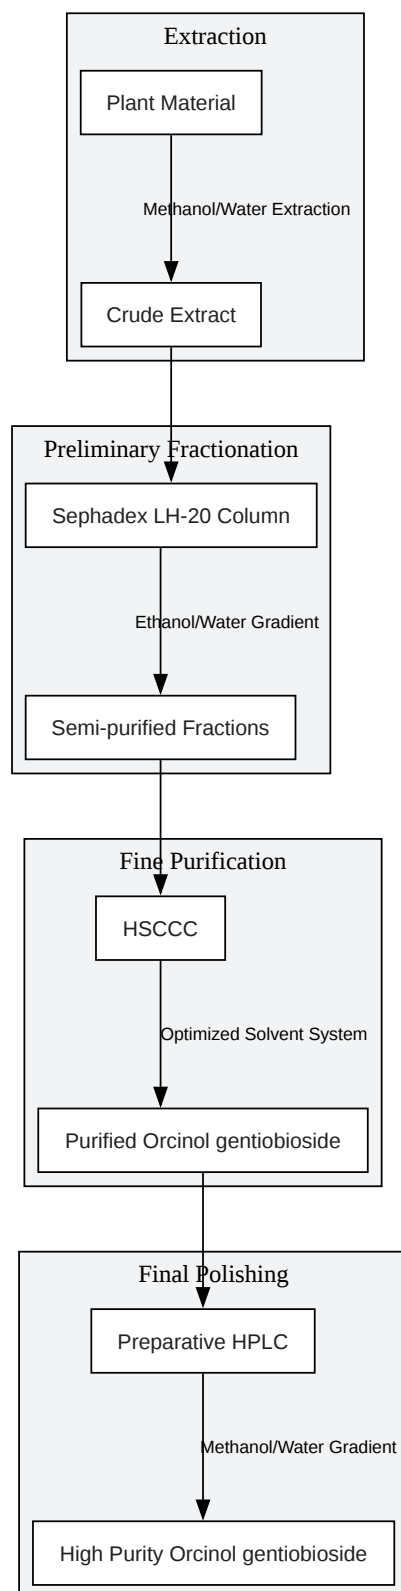 Extraction
Plant Material
Methanol/Water Extraction
Crude Extract
Preliminary Fractionation
Sephadex LH-20 Column
Ethanol/Water Gradient
Semi-purified Fractions
Fine Purification
HSCCC
Optimized Solvent System
Purified Orcinol gentiobioside
Final Polishing
Preparative HPLC
Methanol/Water Gradient
High Purity Orcinol gentiobioside